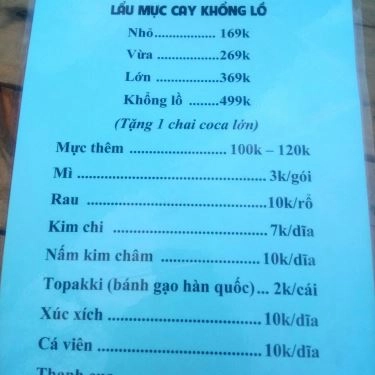 LẨU MỰC CAY KHỔNG LỒ
Nhỏ................. 169k
Vừa ................269k
Lớn ................369k
Khổng lồ ........499k
(Tặng 1 chai coca lớn)
Mực thêm ........................ 100k – 120k
Mì ................................................3k/gói
Rau ..............................................10k/rổ
Kim chi .........................................7k/dĩa
Nấm kim châm ............................10k/dĩa
Topakki (bánh gạo hàn quốc)... 2k/cái
Xúc xích ........................................10k/dĩa
Cá viên ..........................................10k/dĩa